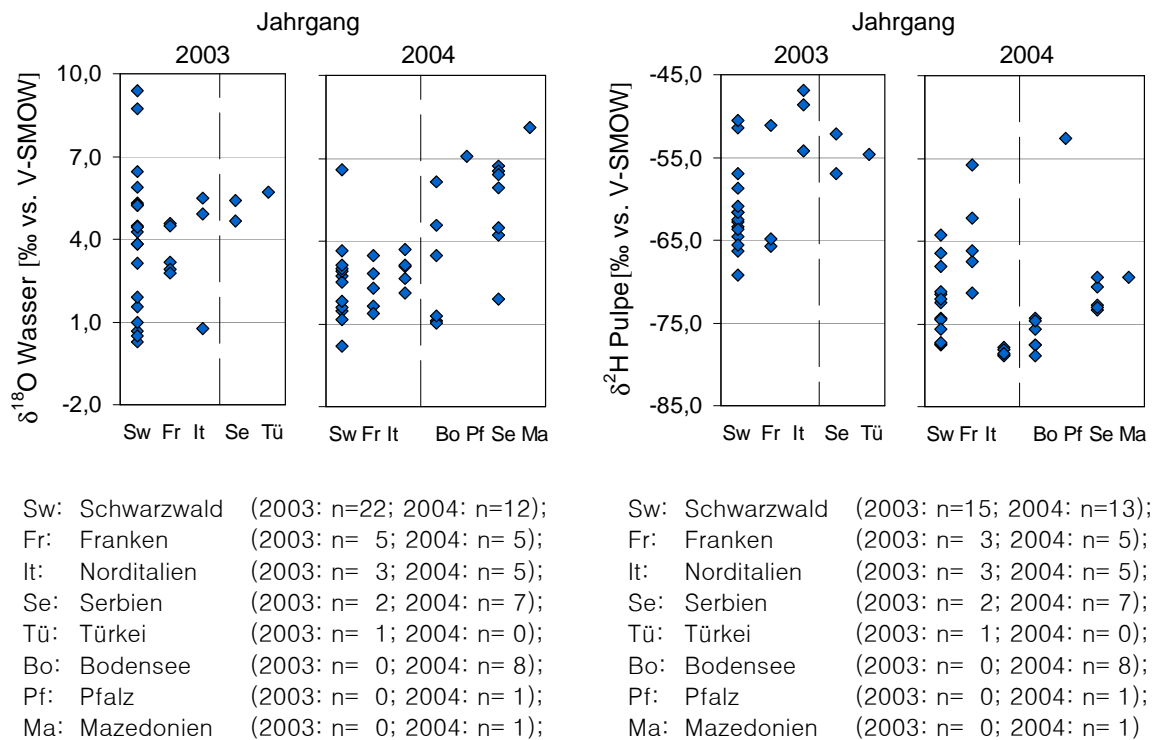 Jahrgang
2003 2004
δ18O Wasser [‰ vs. V-SMOW]
10,0
7,0
4,0
1,0
-2,0
Sw Fr It Se Tü
Sw Fr It Bo Pf Se Ma
Jahrgang
2003 2004
δ2H Pulpe [‰ vs. V-SMOW]
-45,0
-55,0
-65,0
-75,0
-85,0
Sw Fr It Se Tü
Sw Fr It Bo Pf Se Ma
Sw: Schwarzwald (2003: n=22; 2004: n=12);
Fr: Franken (2003: n= 5; 2004: n= 5);
It: Norditalien (2003: n= 3; 2004: n= 5);
Se: Serbien (2003: n= 2; 2004: n= 7);
Tü: Türkei (2003: n= 1; 2004: n= 0);
Bo: Bodensee (2003: n= 0; 2004: n= 8);
Pf: Pfalz (2003: n= 0; 2004: n= 1);
Ma: Mazedonien (2003: n= 0; 2004: n= 1);
Sw: Schwarzwald (2003: n=15; 2004: n=13);
Fr: Franken (2003: n= 3; 2004: n= 5);
It: Norditalien (2003: n= 3; 2004: n= 5);
Se: Serbien (2003: n= 2; 2004: n= 7);
Tü: Türkei (2003: n= 1; 2004: n= 0);
Bo: Bodensee (2003: n= 0; 2004: n= 8);
Pf: Pfalz (2003: n= 0; 2004: n= 1);
Ma: Mazedonien (2003: n= 0; 2004: n= 1)